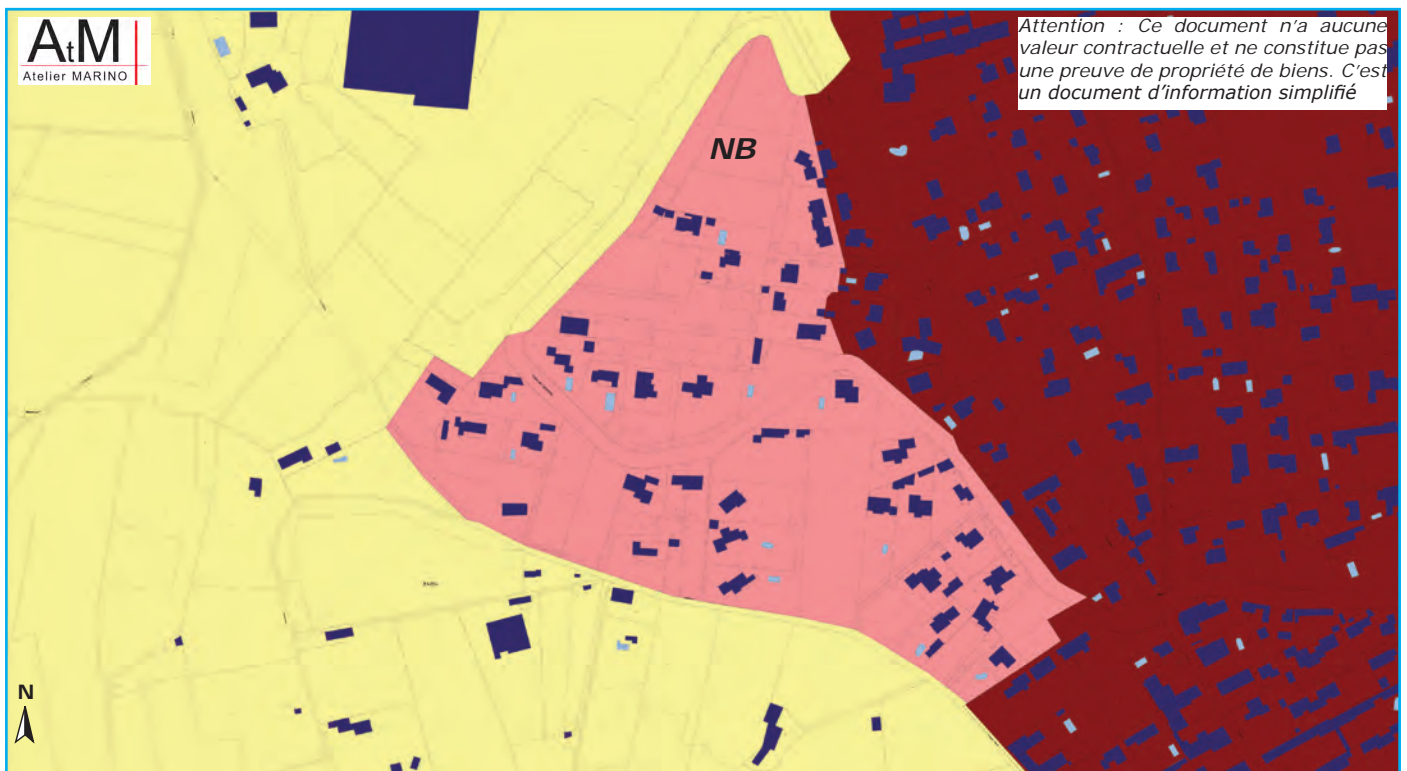 AtM
Atelier MARINO
Attention : Ce document n'a aucune
valeur contractuelle et ne constitue pas
une preuve de propriété de biens. C'est
un document d'information simplifié
NB
N